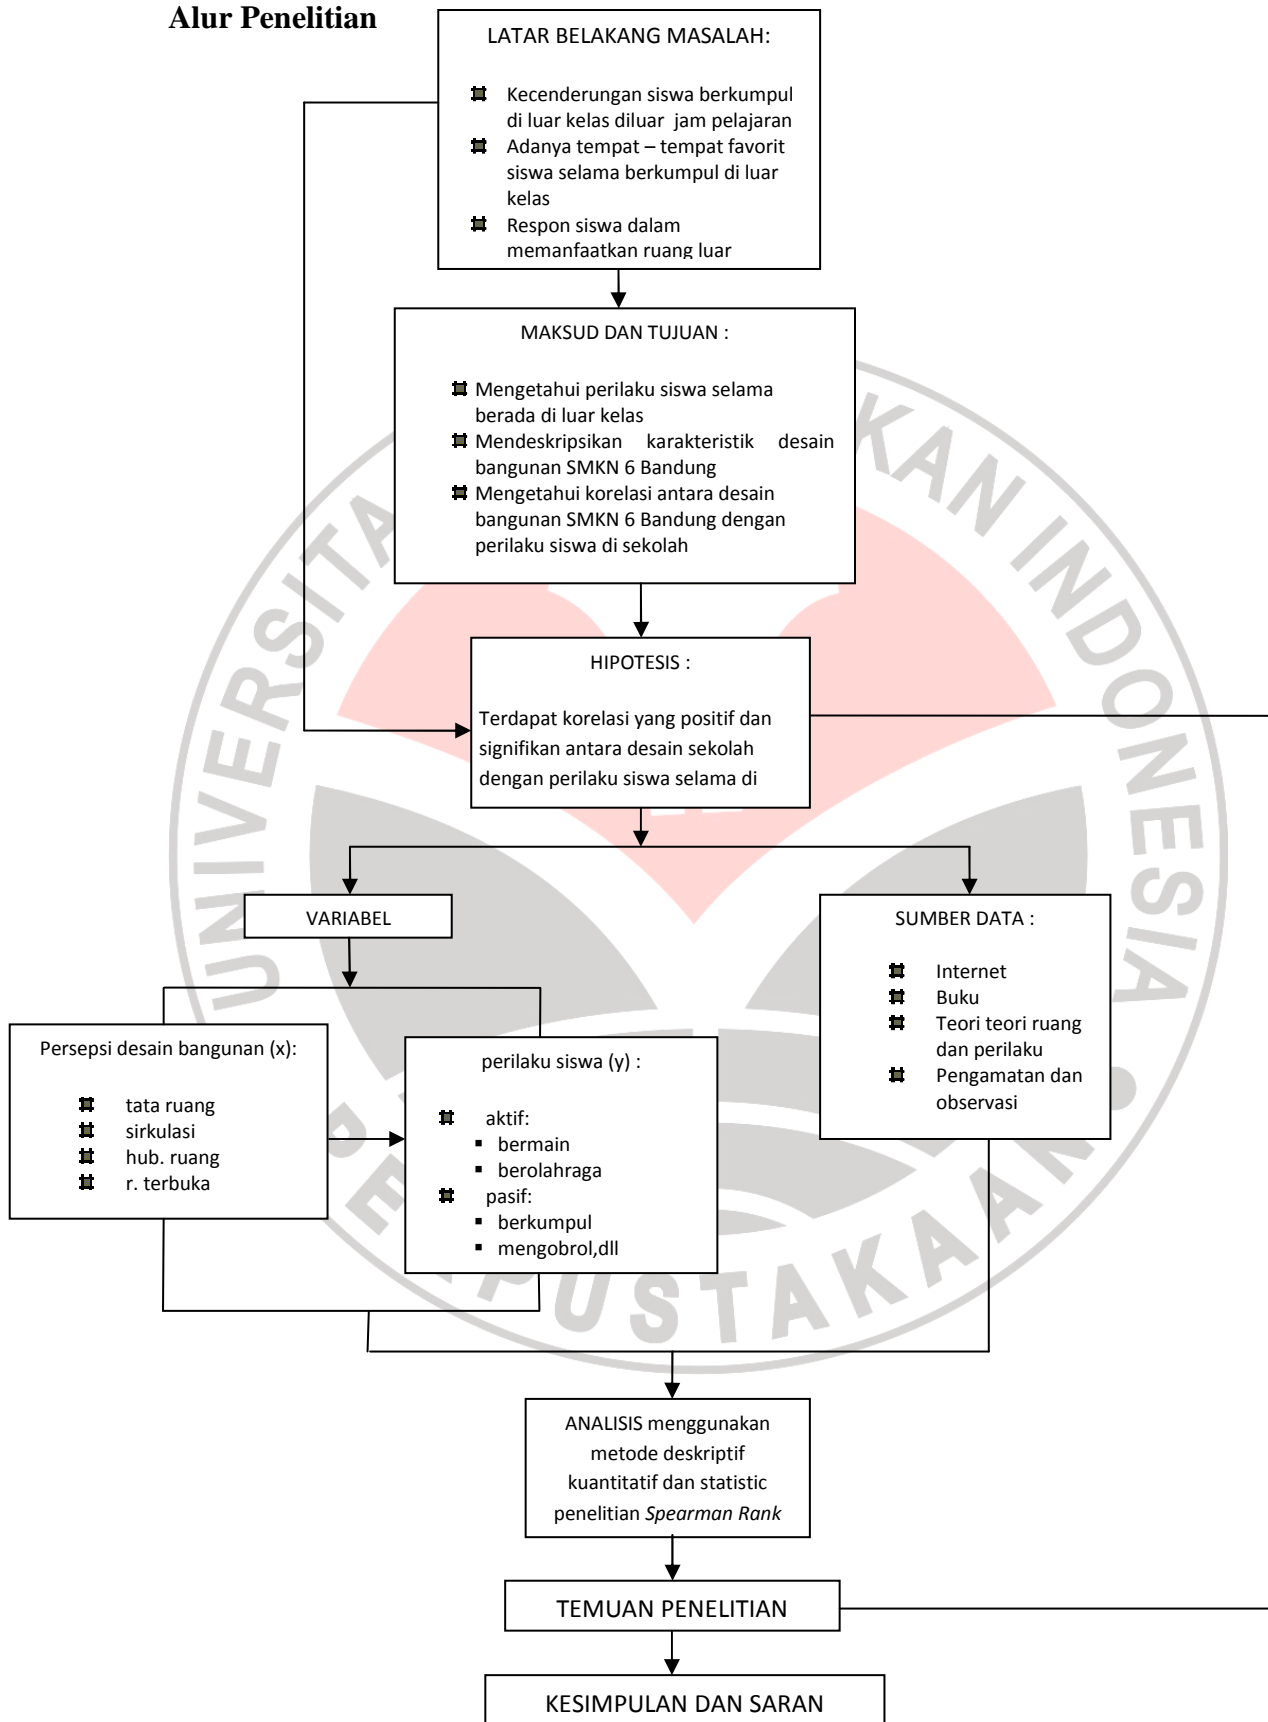 Alur Penelitian
LATAR BELAKANG MASALAH:
Kecenderungan siswa berkumpul
di luar kelas diluar jam pelajaran
Adanya tempat – tempat favorit
siswa selama berkumpul di luar
kelas
Respon siswa dalam
memanfaatkan ruang luar
MAKSUD DAN TUJUAN :
Mengetahui perilaku siswa selama
berada di luar kelas
Mendeskripsikan karakteristik desain
bangunan SMKN 6 Bandung
Mengetahui korelasi antara desain
bangunan SMKN 6 Bandung dengan
perilaku siswa di sekolah
HIPOTESIS :
Terdapat korelasi yang positif dan
signifikan antara desain sekolah
dengan perilaku siswa selama di
VARIABEL
SUMBER DATA :
Internet
Buku
Teori teori ruang
dan perilaku
Pengamatan dan
observasi
Persepsi desain bangunan (x):
tata ruang
sirkulasi
hub. ruang
r. terbuka
perilaku siswa (y) :
aktif:
▪ bermain
▪ berolahraga
pasif:
▪ berkumpul
▪ mengobrol,dll
ANALISIS menggunakan
metode deskriptif
kuantitatif dan statistic
penelitian Spearman Rank
TEMUAN PENELITIAN
KESIMPULAN DAN SARAN
UNIVERSITA
KAN INDONESIA
PUSTAKAAN